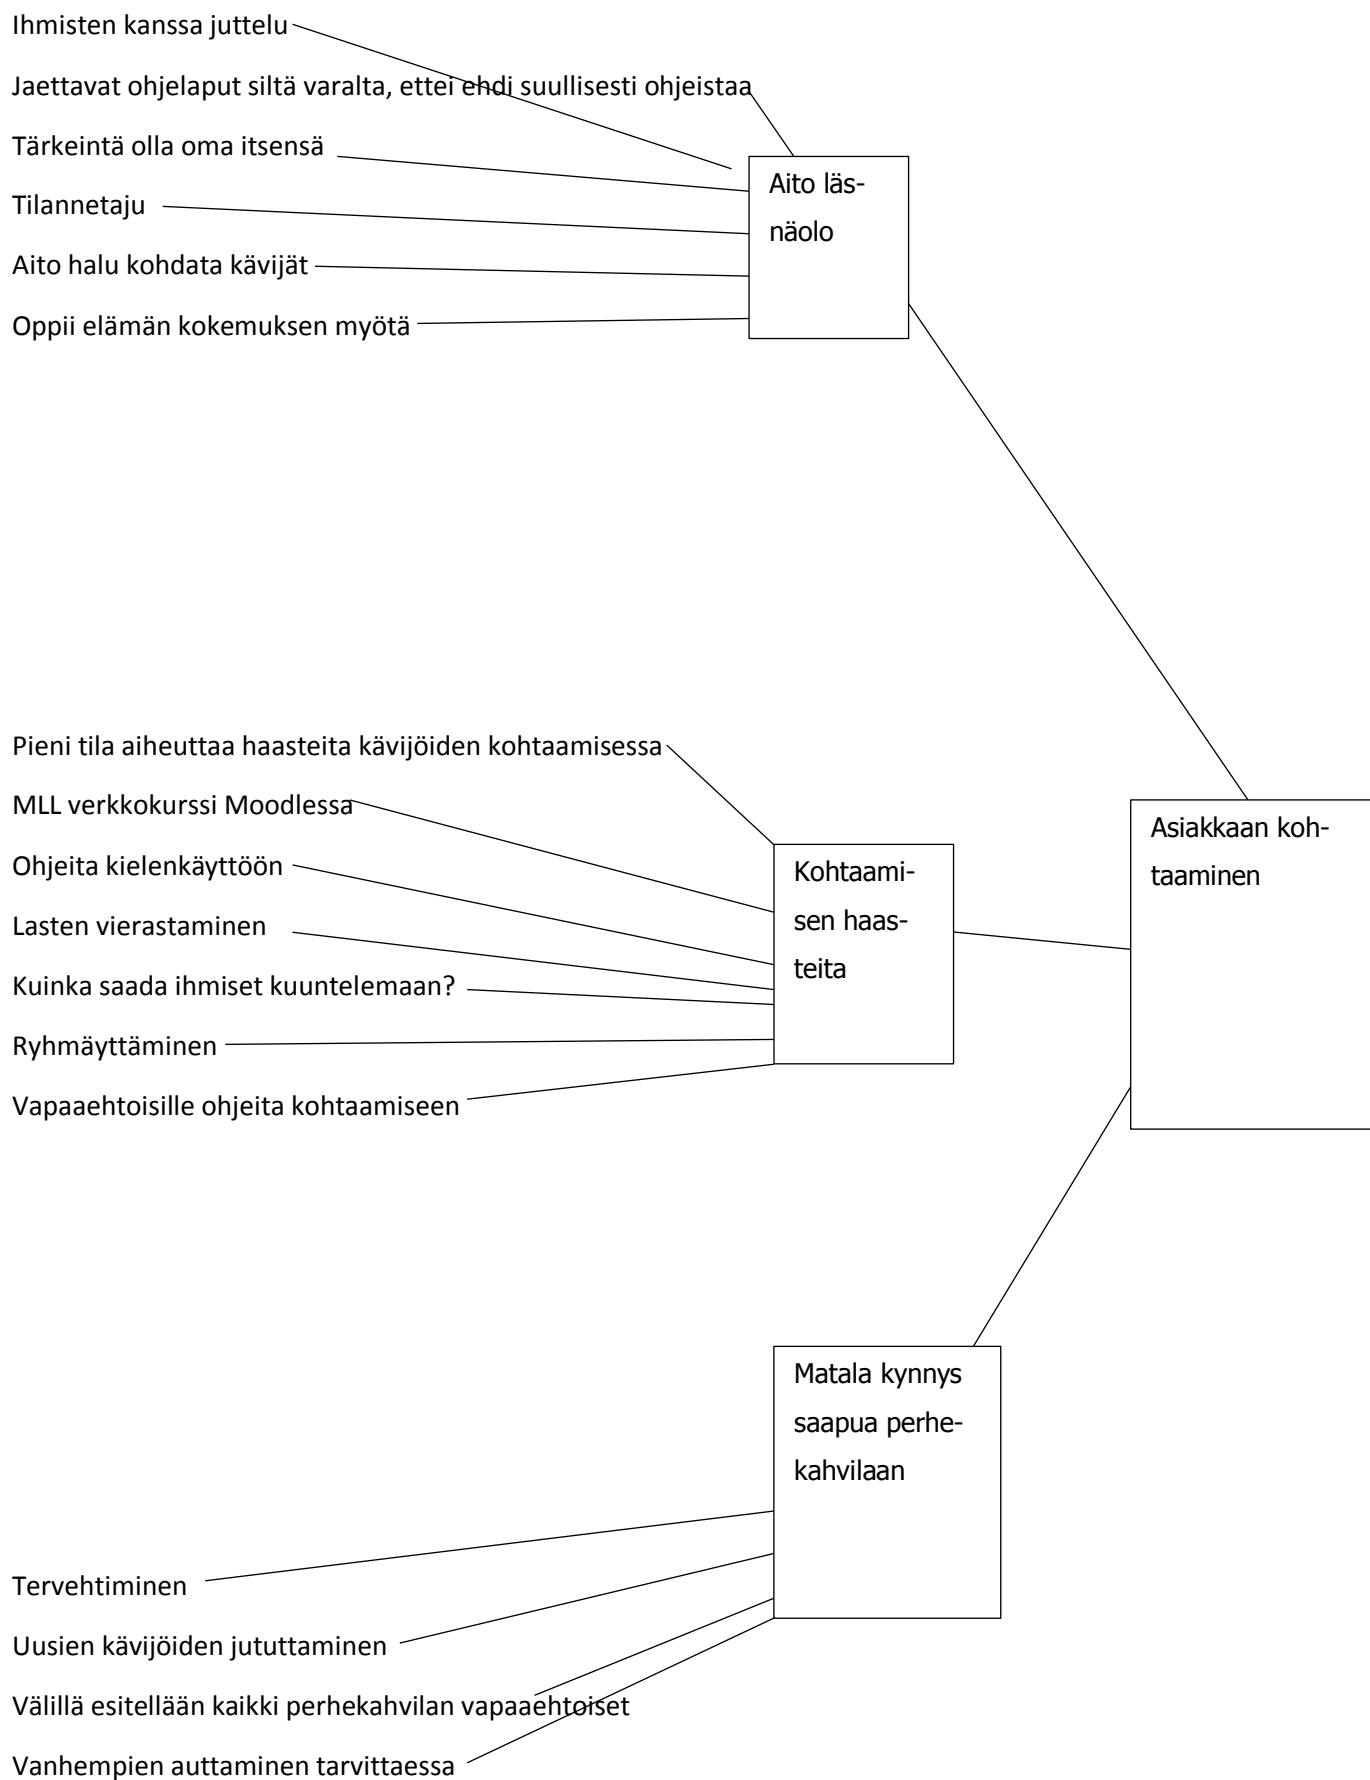 Ihmisten kanssa juttelu
Jaettavat ohjelaput siltä varalta, ettei ehdi suullisesti ohjeistaa
Tärkeintä olla oma itsensä
Tilannetaju
Aito halu kohdata kävijät
Oppii elämän kokemuksen myötä
Aito läs-
näolo
Pieni tila aiheuttaa haasteita kävijöiden kohtaamisessa
MLL verkkokurssi Moodlessa
Ohjeita kielenkäyttöön
Lasten vierastaminen
Kuinka saada ihmiset kuuntelemaan?
Ryhmäyttäminen
Vapaaehtoisille ohjeita kohtaamiseen
Kohtaami-
sen haas-
teita
Asiakkaan koh-
taaminen
Matala kynnys
saapua perhe-
kahvilaan
Tervehtiminen
Uusien kävijöiden jututtaminen
Välillä esitellään kaikki perhekahvilan vapaaehtoiset
Vanhempien auttaminen tarvittaessa